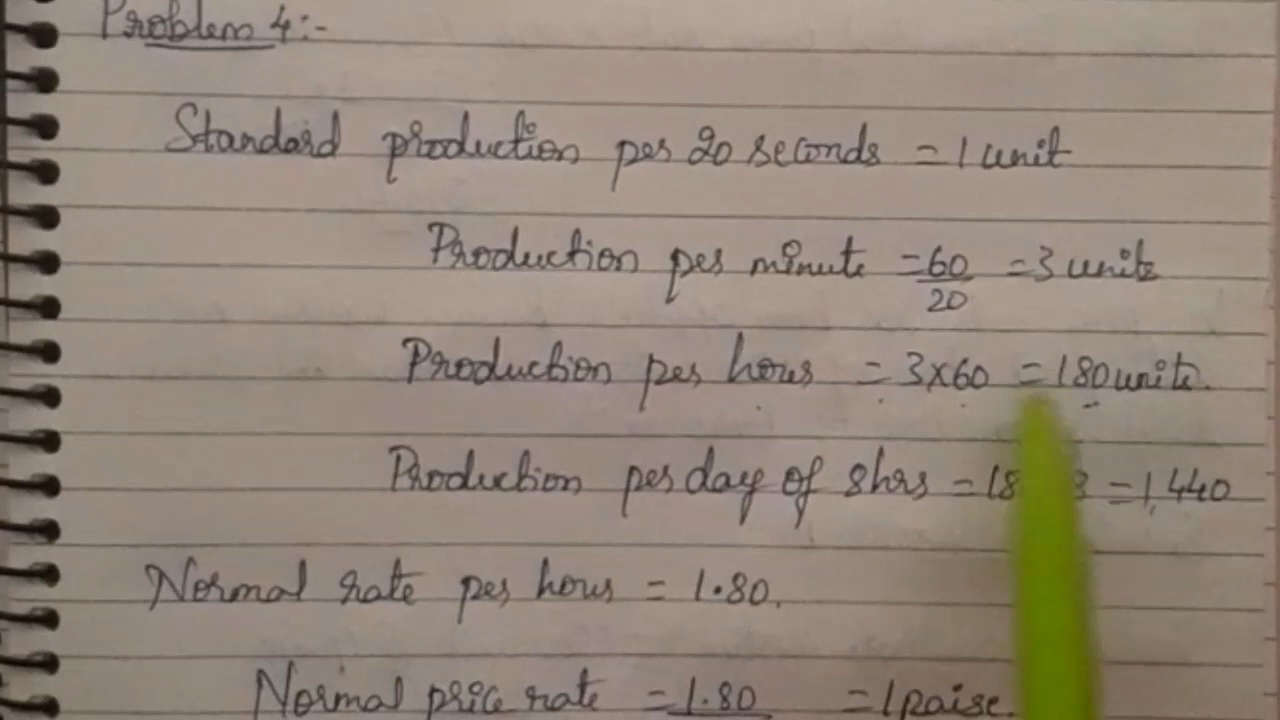 Problem 4:-
Standard production per 20 seconds = 1 unit
Production per minute = 60/20 = 3 units
Production per hour = 3x60 = 180 units.
Production per day of 8hrs = 18 8 = 1,440
Normal rate per hour = 1.80.
Normal price rate = 1.80 = 1 paise.